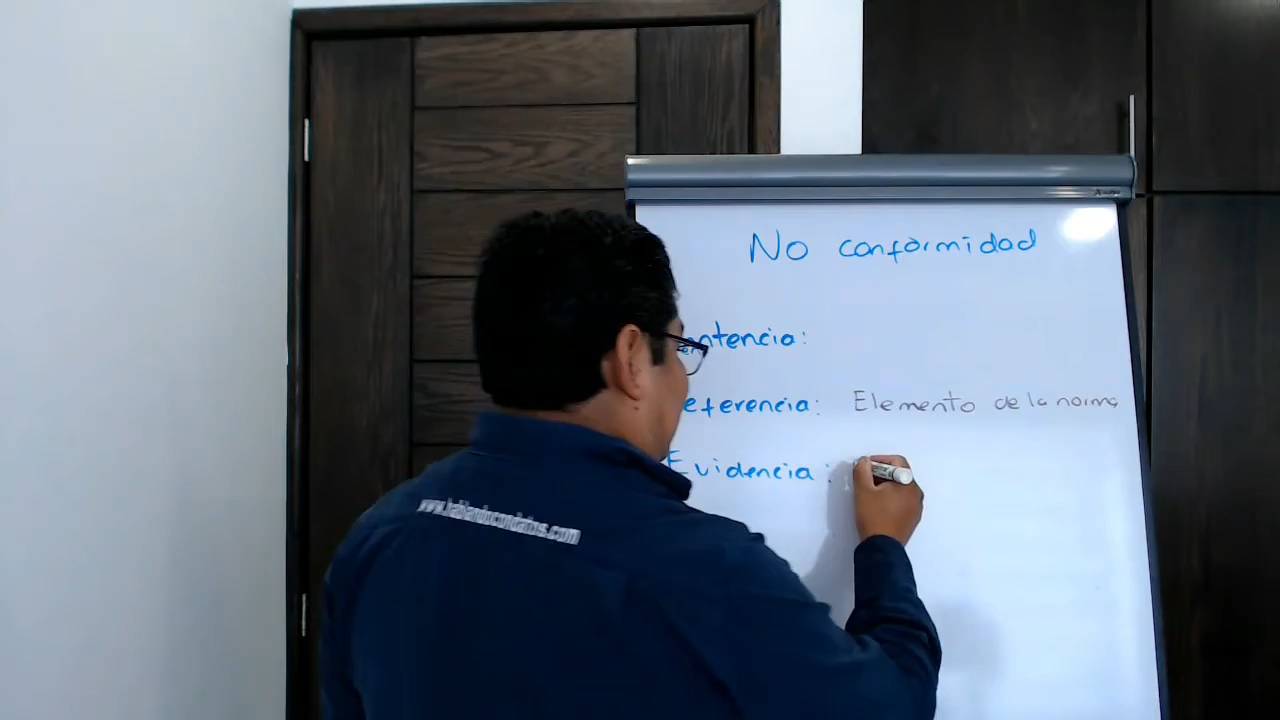 No conformidad
entencia:
eferencia: Elemento de la norma
Evidencia: